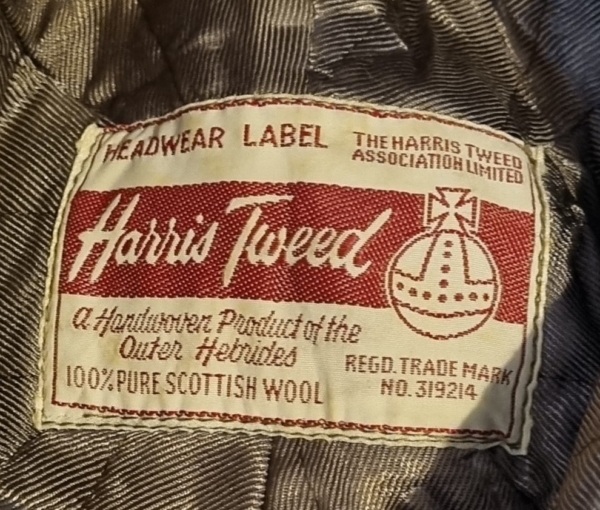 HEADWEAR LABEL
THE HARRIS TWEED
ASSOCIATION LIMITED
Harris Tweed
a Handwoven Product of the
Outer Hebrides
100% PURE SCOTTISH WOOL
REGD. TRADE MARK
NO. 319214